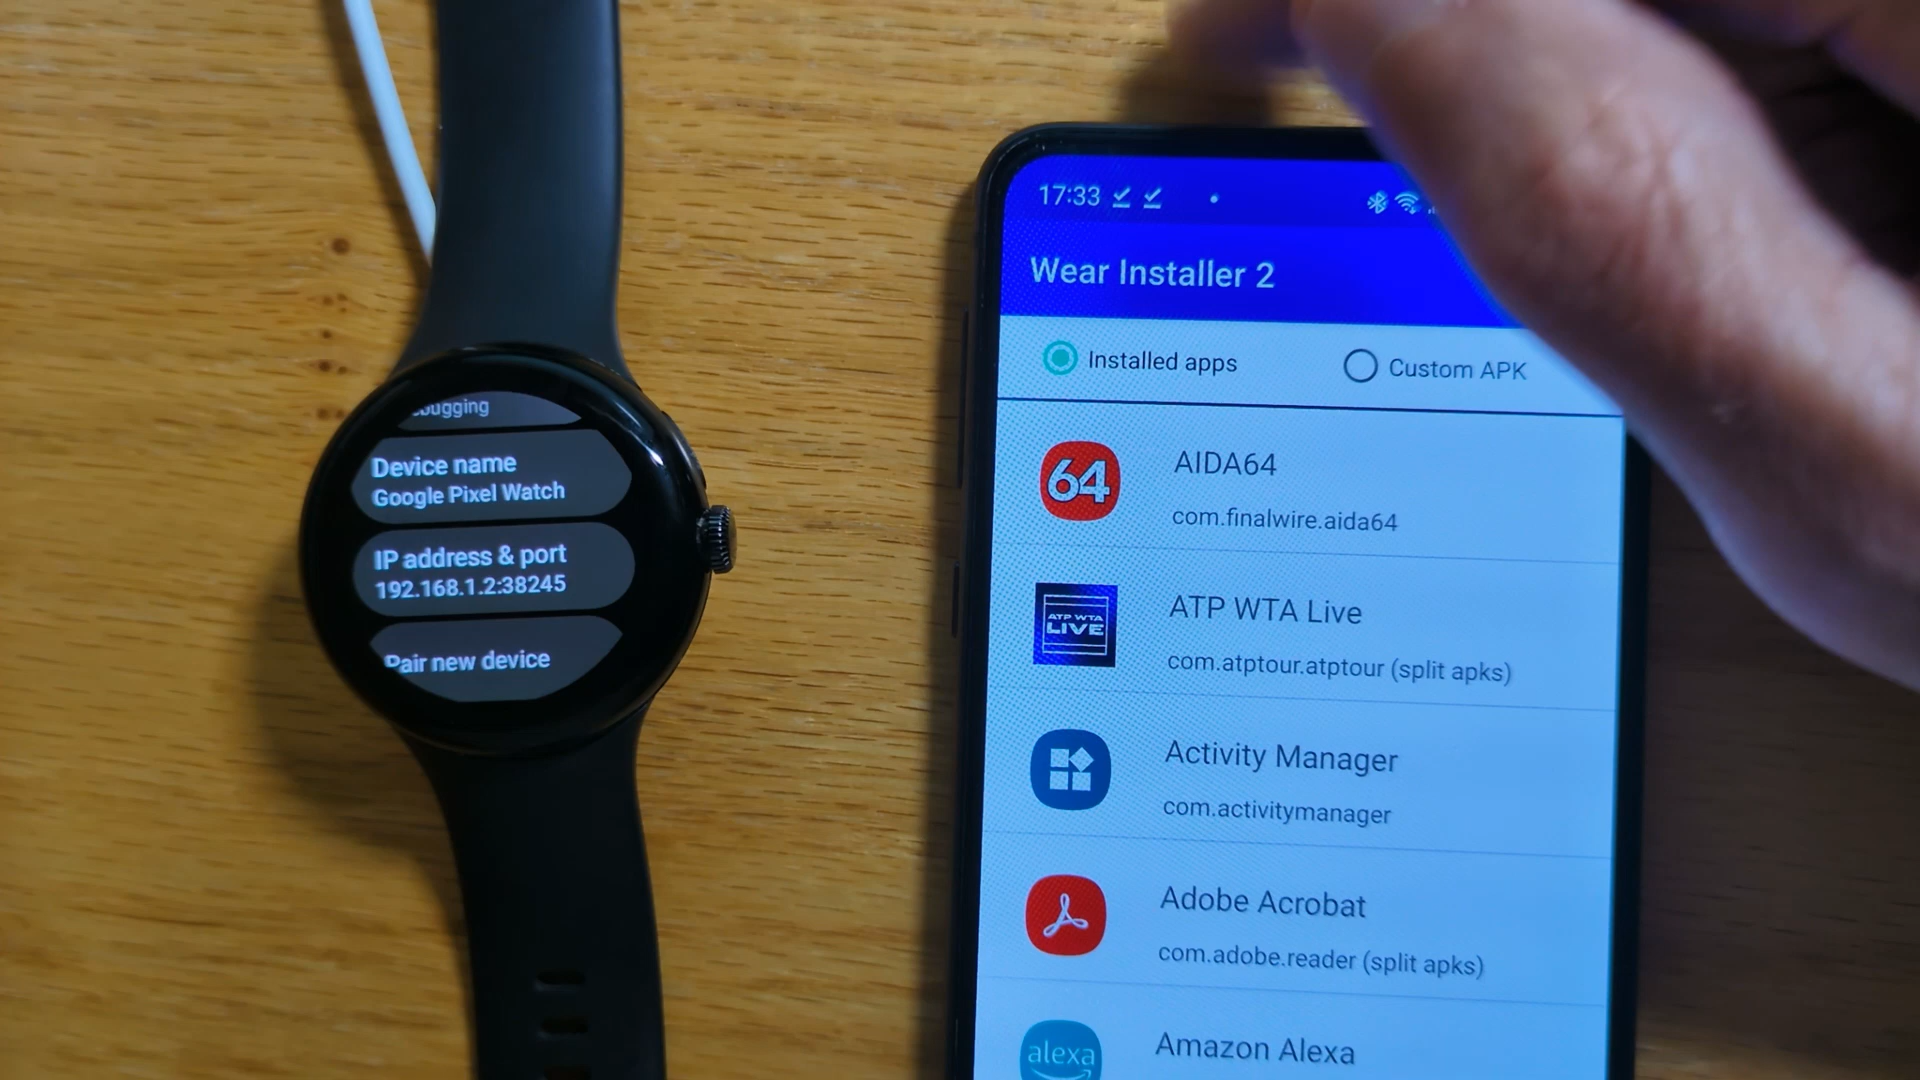 bugging
Device name
Google Pixel Watch
IP address & port
192.168.1.2:38245
Pair new device
17:33
Wear Installer 2
Installed apps
Custom APK
64
AIDA64
com.finalwire.aida64
ATP WTA
LIVE
ATP WTA Live
com.atptour.atptour (split apks)
Activity Manager
com.activitymanager
Adobe Acrobat
com.adobe.reader (split apks)
alexa
Amazon Alexa